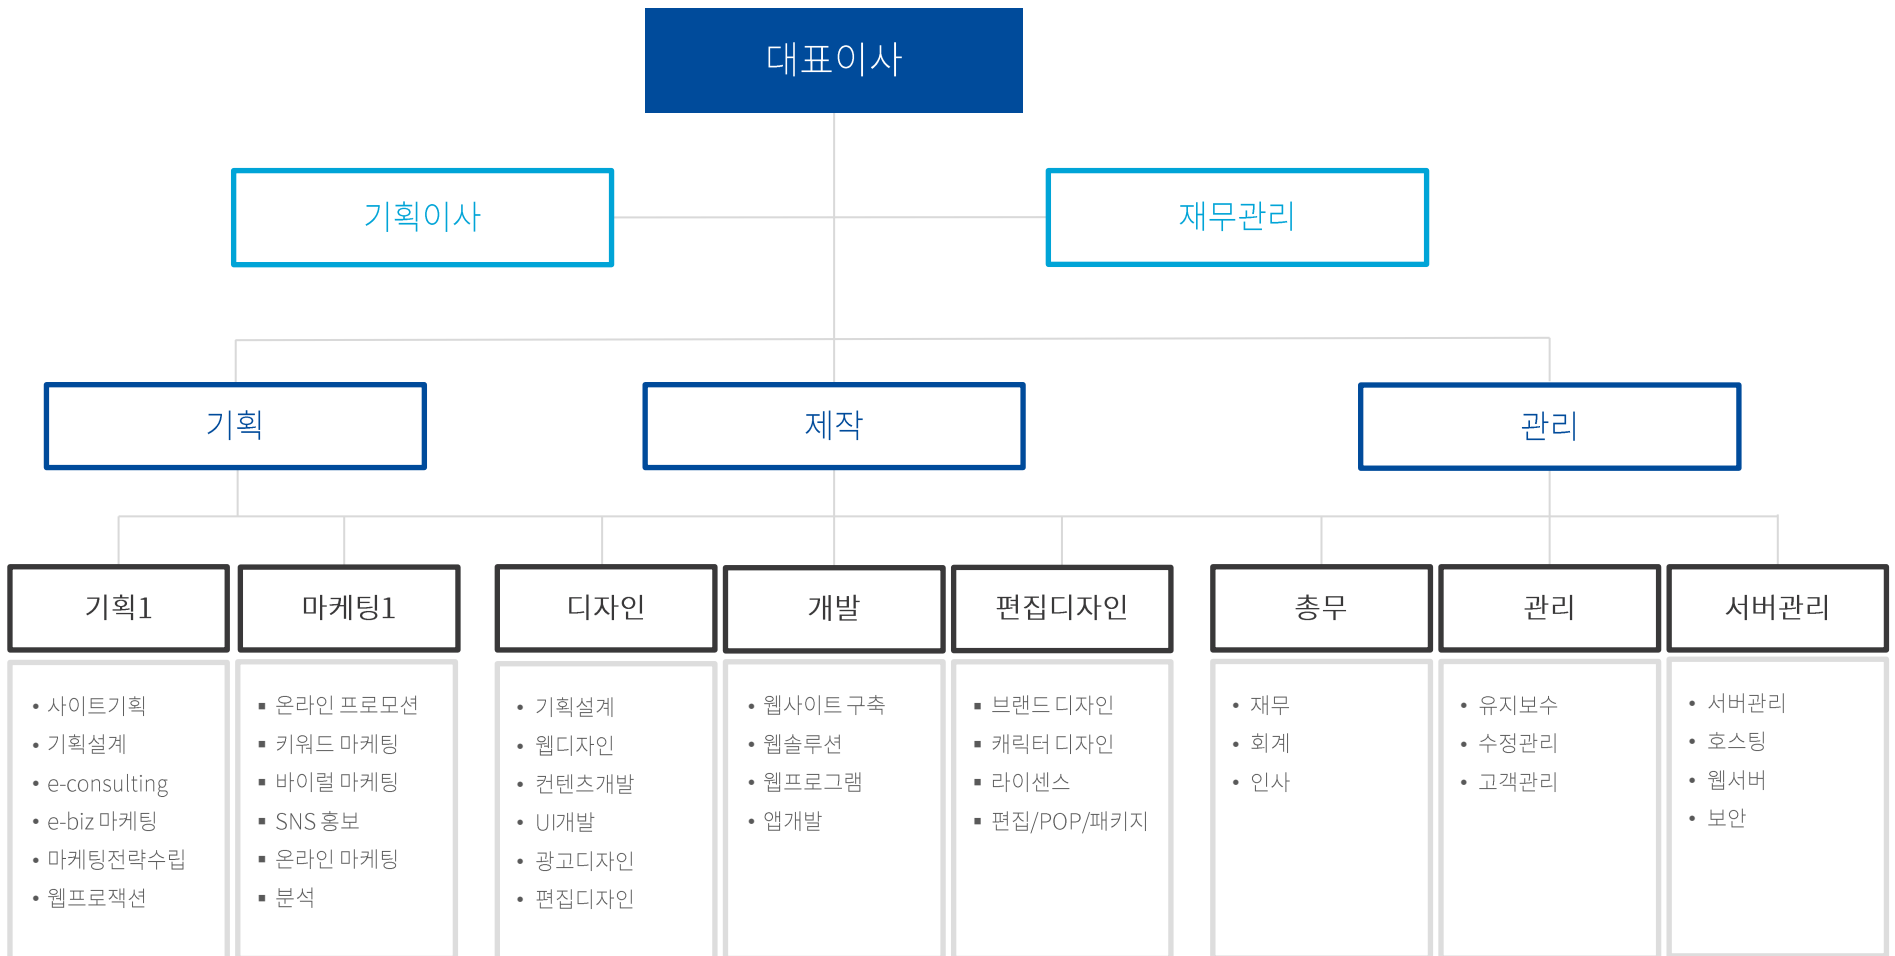 대표이사
기획이사
재무관리
기획
제작
관리
기획1
마케팅1
디자인
개발
편집디자인
총무
관리
서버관리
• 사이트기획
• 기획설계
• e-consulting
• e-biz 마케팅
• 마케팅전략수립
• 웹프로잭션
▪ 온라인 프로모션
▪ 키워드 마케팅
▪ 바이럴 마케팅
▪ SNS 홍보
▪ 온라인 마케팅
▪ 분석
• 기획설계
• 웹디자인
• 컨텐츠개발
• UI개발
• 광고디자인
• 편집디자인
• 웹사이트 구축
• 웹솔루션
• 웹프로그램
• 앱개발
▪ 브랜드 디자인
▪ 캐릭터 디자인
▪ 라이센스
▪ 편집/POP/패키지
• 재무
• 회계
• 인사
• 유지보수
• 수정관리
• 고객관리
• 서버관리
• 호스팅
• 웹서버
• 보안